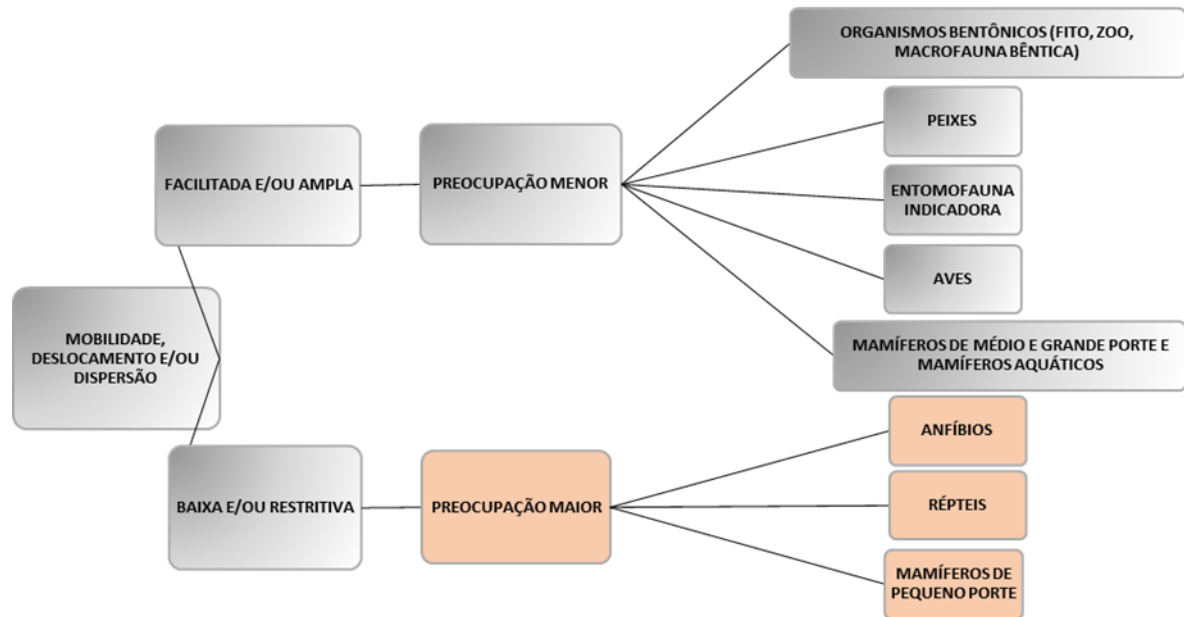 ORGANISMOS BENTÔNICOS (FITO, ZOO,
MACROFAUNA BÊNTICA)
PEIXES
FACILITADA E/OU AMPLA
PREOCUPAÇÃO MENOR
ENTOMOFAUNA
INDICADORA
AVES
MOBILIDADE,
DESLOCAMENTO E/OU
DISPERSÃO
MAMÍFEROS DE MÉDIO E GRANDE PORTE E
MAMÍFEROS AQUÁTICOS
ANFÍBIOS
BAIXA E/OU RESTRITIVA
PREOCUPAÇÃO MAIOR
RÉPTEIS
MAMÍFEROS DE
PEQUENO PORTE